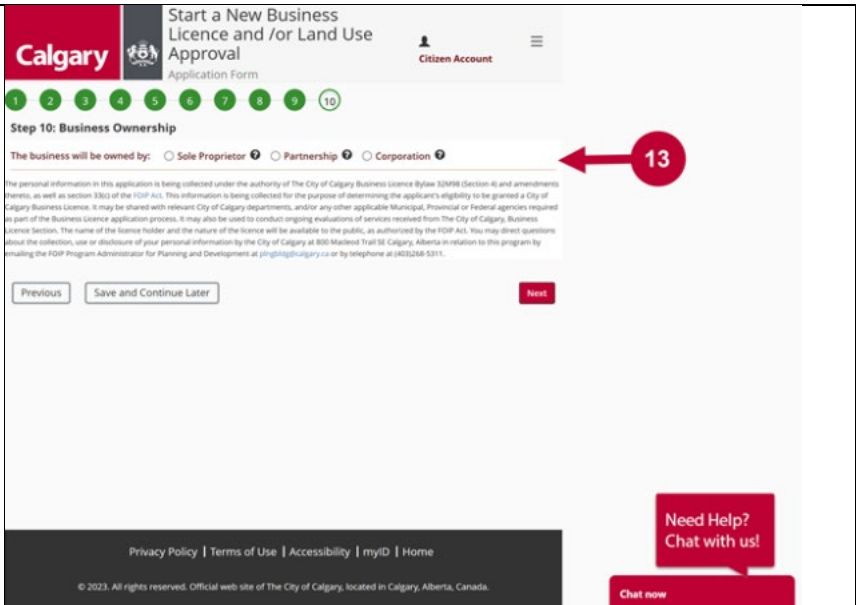 Calgary
Start a New Business
Licence and /or Land Use
Approval
Application Form
Citizen Account
1 2 3 4 5 6 7 8 9 10
Step 10: Business Ownership
The business will be owned by: Sole Proprietor ? Partnership ? Corporation ?
13
The personal information in this application is being collected under the authority of The City of Calgary Business Licence Bylaw 32M98 (Section 4) and amendments
thereto, as well as section 33(c) of the FOIP Act. This information is being collected for the purpose of determining the applicant's eligibility to be granted a City of
Calgary Business Licence. It may be shared with relevant City of Calgary departments, and/or any other applicable Municipal, Provincial or Federal agencies required
as part of the Business Licence application process. It may also be used to conduct ongoing evaluations of services received from The City of Calgary, Business
Licence Section. The name of the licence holder and the nature of the licence will be available to the public, as authorized by the FOIP Act. You may direct questions
about the collection, use or disclosure of your personal information by the City of Calgary at 800 Macleod Trail SE Calgary, Alberta in relation to this program by
emailing the FOIP Program Administrator for Planning and Development at plngbldg@calgary.ca or by telephone at (403)268-5311.
Previous Save and Continue Later Next
Need Help?
Chat with us!
Privacy Policy | Terms of Use | Accessibility | myID | Home
© 2023. All rights reserved. Official web site of The City of Calgary, located in Calgary, Alberta, Canada.
Chat now